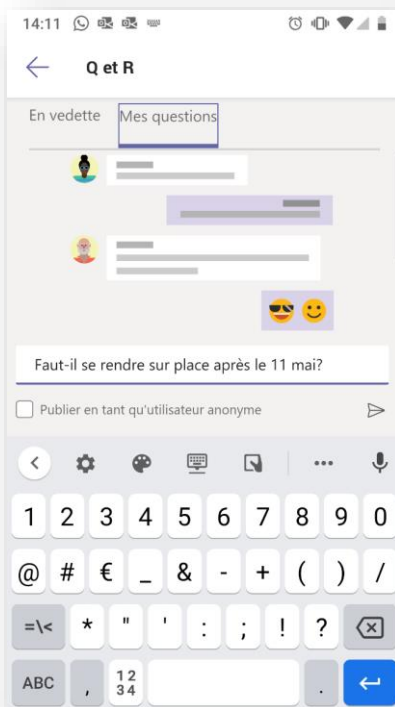 14:11
Q et R
En vedette Mes questions
Faut-il se rendre sur place après le 11 mai?
Publier en tant qu'utilisateur anonyme
1 2 3 4 5 6 7 8 9 0
@ # € _ & - + ( ) /
=\< * " ' : ; ! ?
ABC , 12 .
34